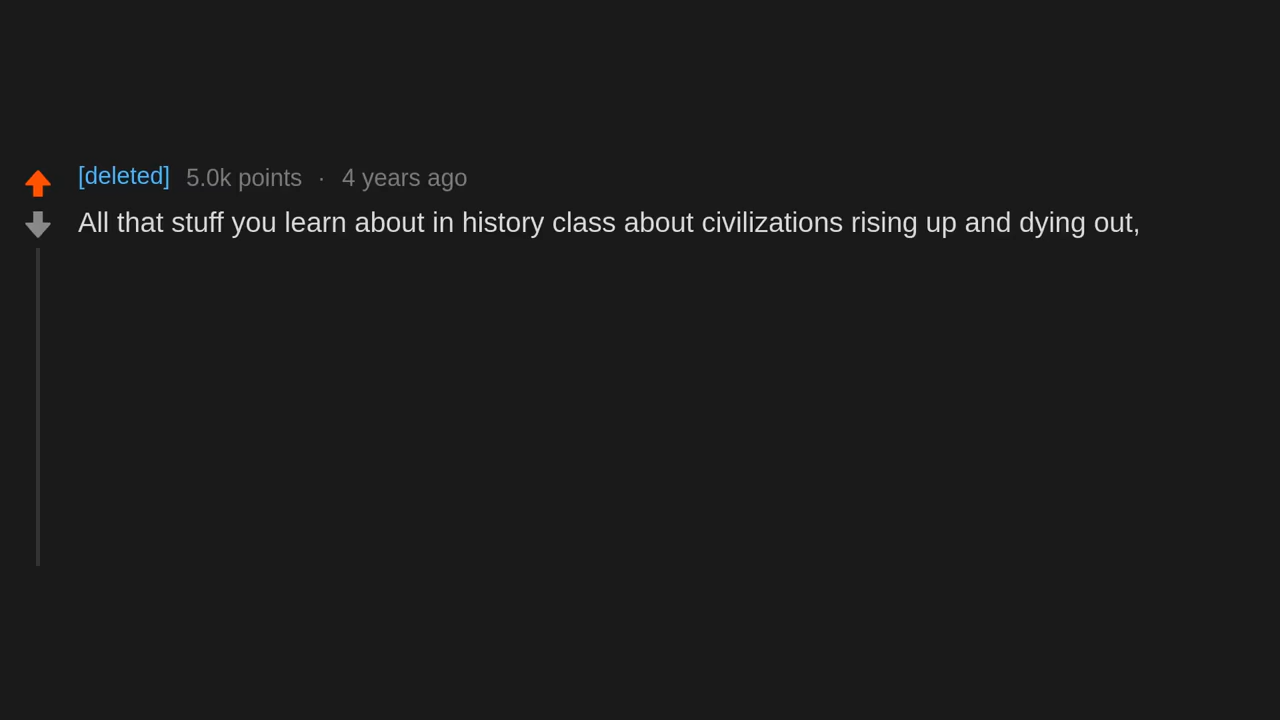 [deleted] 5.0k points · 4 years ago
All that stuff you learn about in history class about civilizations rising up and dying out,